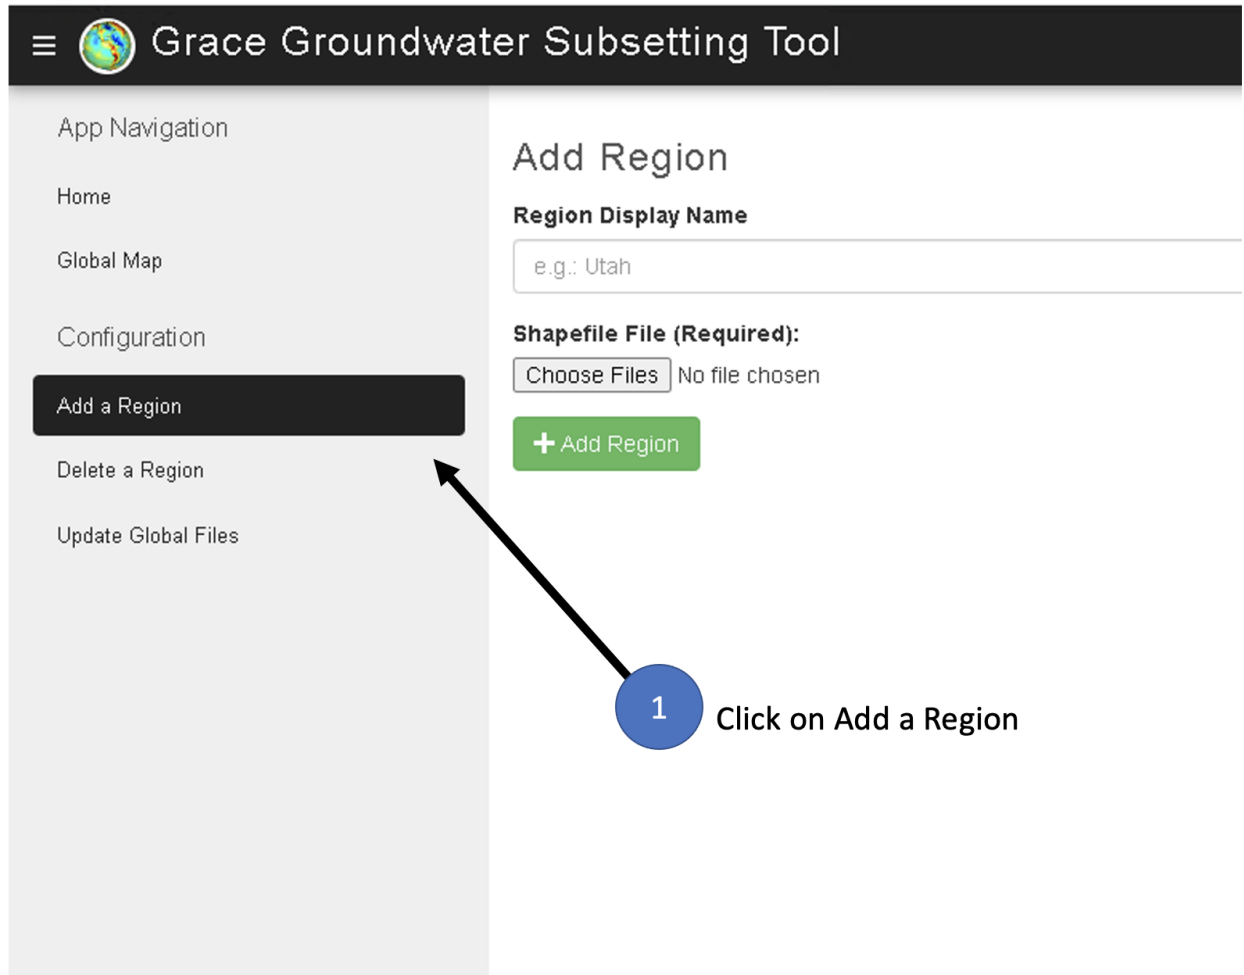 Grace Groundwater Subsetting Tool
App Navigation
Home
Global Map
Configuration
Add a Region
Delete a Region
Update Global Files
Add Region
Region Display Name
e.g.: Utah
Shapefile File (Required):
Choose Files No file chosen
Add Region
1 Click on Add a Region